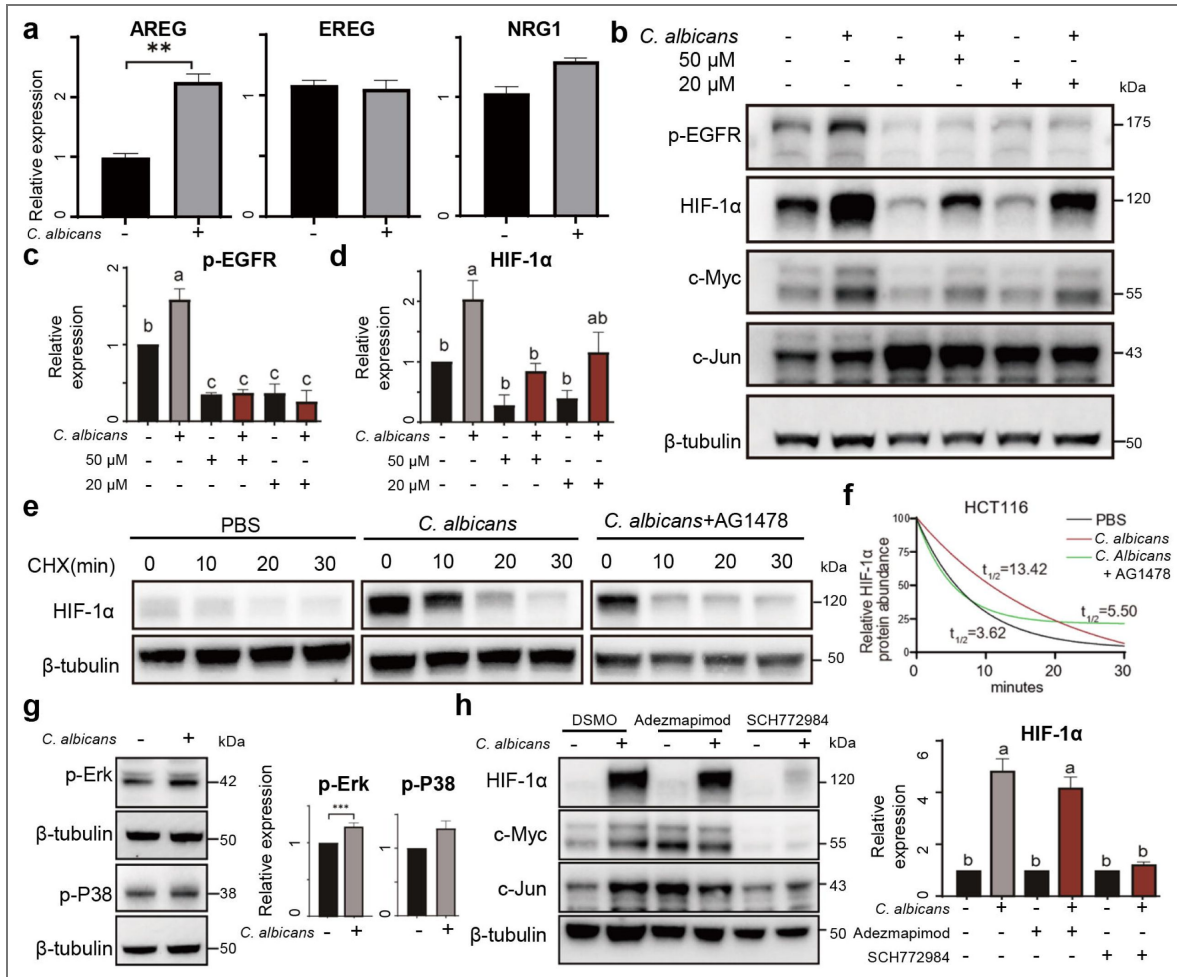 a
AREG
EREG
NRG1
**
Relative expression
2
1
0
1
0
1
0
C. albicans
- + - + - +
b
C. albicans - + - + - +
50 μM - - + + - -
20 μM - - - - + +
kDa
p-EGFR 175
HIF-1α 120
c-Myc 55
c-Jun 43
β-tubulin 50
c
p-EGFR
Relative expression
2
1
0
b a c c c c
C. albicans - + - + - +
50 μM - - + + - -
20 μM - - - - + +
d
HIF-1α
Relative expression
2
1
0
b a b b b ab
C. albicans - + - + - +
50 μM - - + + - -
20 μM - - - - + +
e
PBS
C. albicans
C. albicans+AG1478
CHX(min) 0 10 20 30 0 10 20 30 0 10 20 30
kDa
HIF-1α 120
β-tubulin 50
f
HCT116
PBS
C. albicans
C. Albicans
+ AG1478
Relative HIF-1α
protein abundance
100
75
50
25
0
t1/2=13.42
t1/2=5.50
t1/2=3.62
0 10 20 30
minutes
g
C. albicans - + kDa
p-Erk 42
β-tubulin 50
p-P38 38
β-tubulin 50
p-Erk
p-P38
***
Relative expression
1
0
1
0
C. albicans - + - +
h
DSMO Adezmapimod SCH772984
C. albicans - + - + - + kDa
HIF-1α 120
c-Myc 55
c-Jun 43
β-tubulin 50
HIF-1α
Relative
expression
6
4
2
0
b a b a b b
C. albicans - + - + - +
Adezmapimod - - + + - -
SCH772984 - - - - + +